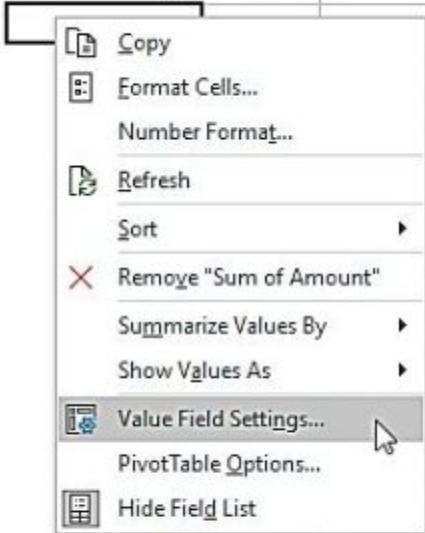 Copy
Format Cells...
Number Format...
Refresh
Sort
Remove "Sum of Amount"
Summarize Values By
Show Values As
Value Field Settings...
PivotTable Options...
Hide Field List